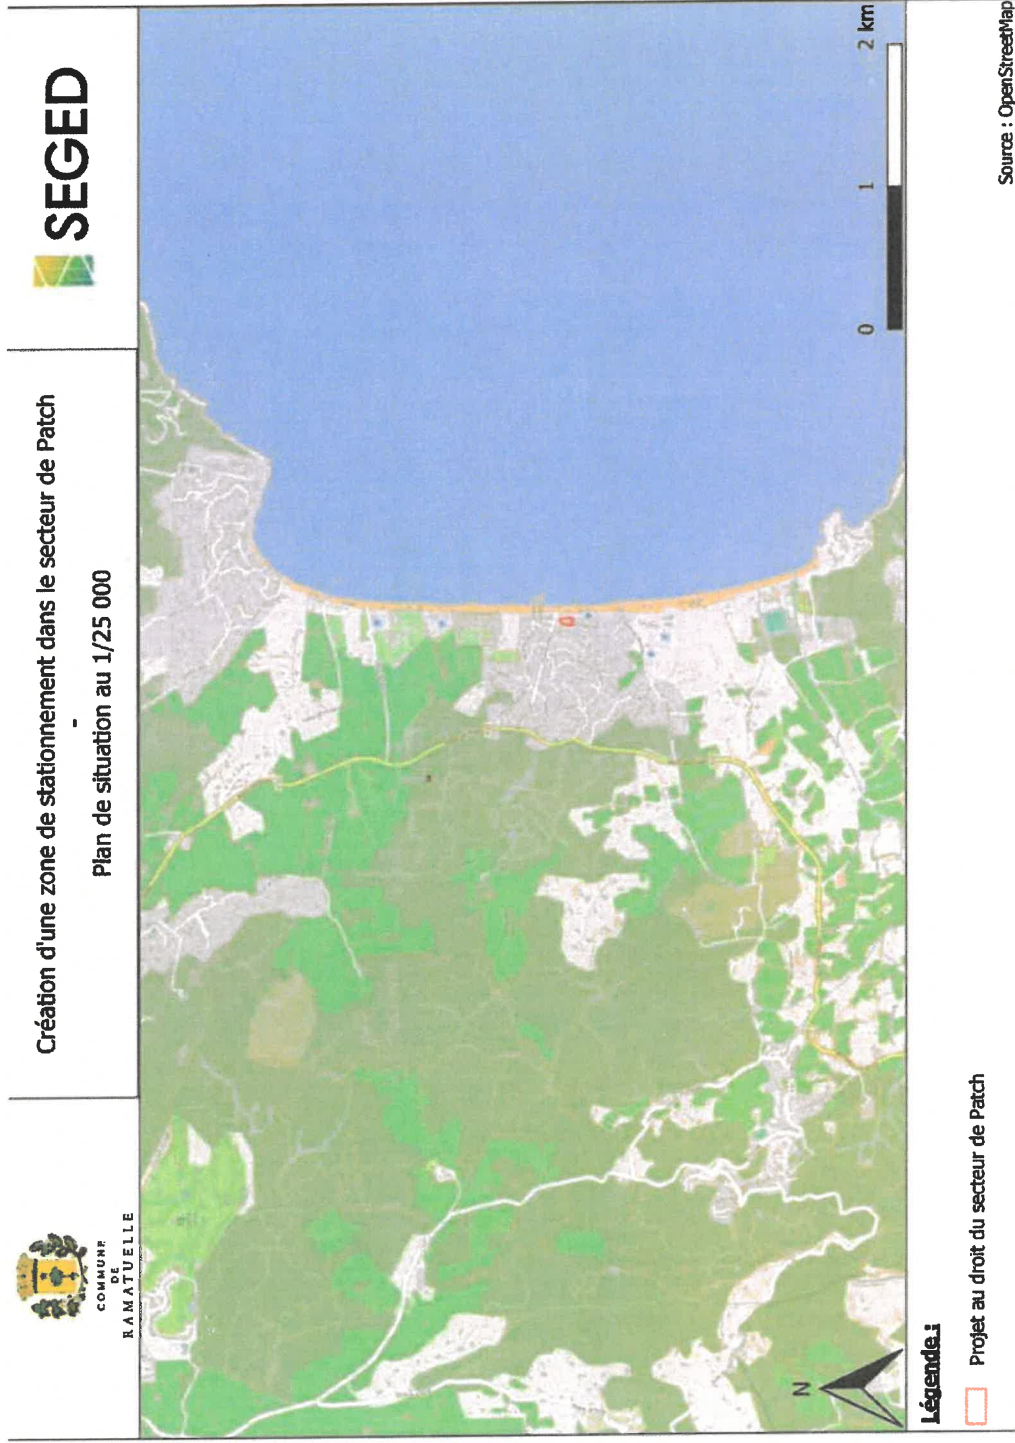 COMMUNE
DE
RAMATUELLE
Création d'une zone de stationnement dans le secteur de Patch
-
Plan de situation au 1/25 000
SEGED
N
0 1 2 km
Légende :
Projet au droit du secteur de Patch
Source : OpenStreetMap